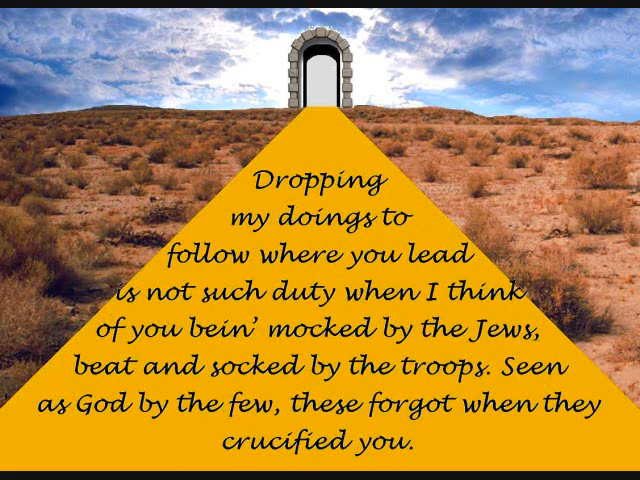 Dropping
my doings to
follow where you lead
is not such duty when I think
of you bein’ mocked by the Jews,
beat and socked by the troops. Seen
as God by the few, these forgot when they
crucified you.